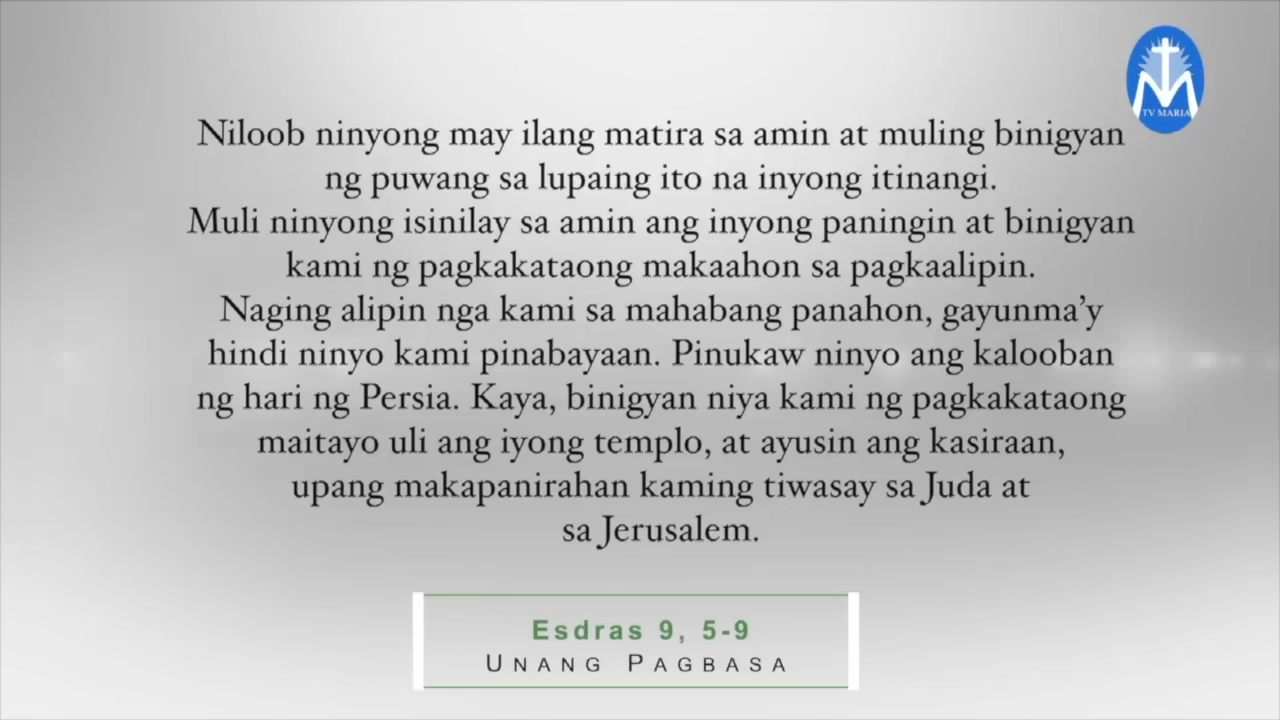 TV MARIA
Niloob ninyong may ilang matira sa amin at muling binigyan
ng puwang sa lupaing ito na inyong itinangi.
Muli ninyong isinilay sa amin ang inyong paningin at binigyan
kami ng pagkakataong makaahon sa pagkaalipin.
Naging alipin nga kami sa mahabang panahon, gayunma’y
hindi ninyo kami pinabayaan. Pinukaw ninyo ang kalooban
ng hari ng Persia. Kaya, binigyan niya kami ng pagkakataong
maitayo uli ang iyong templo, at ayusin ang kasiraan,
upang makapanirahan kaming tiwasay sa Juda at
sa Jerusalem.
Esdras 9, 5-9
UNANG PAGBASA